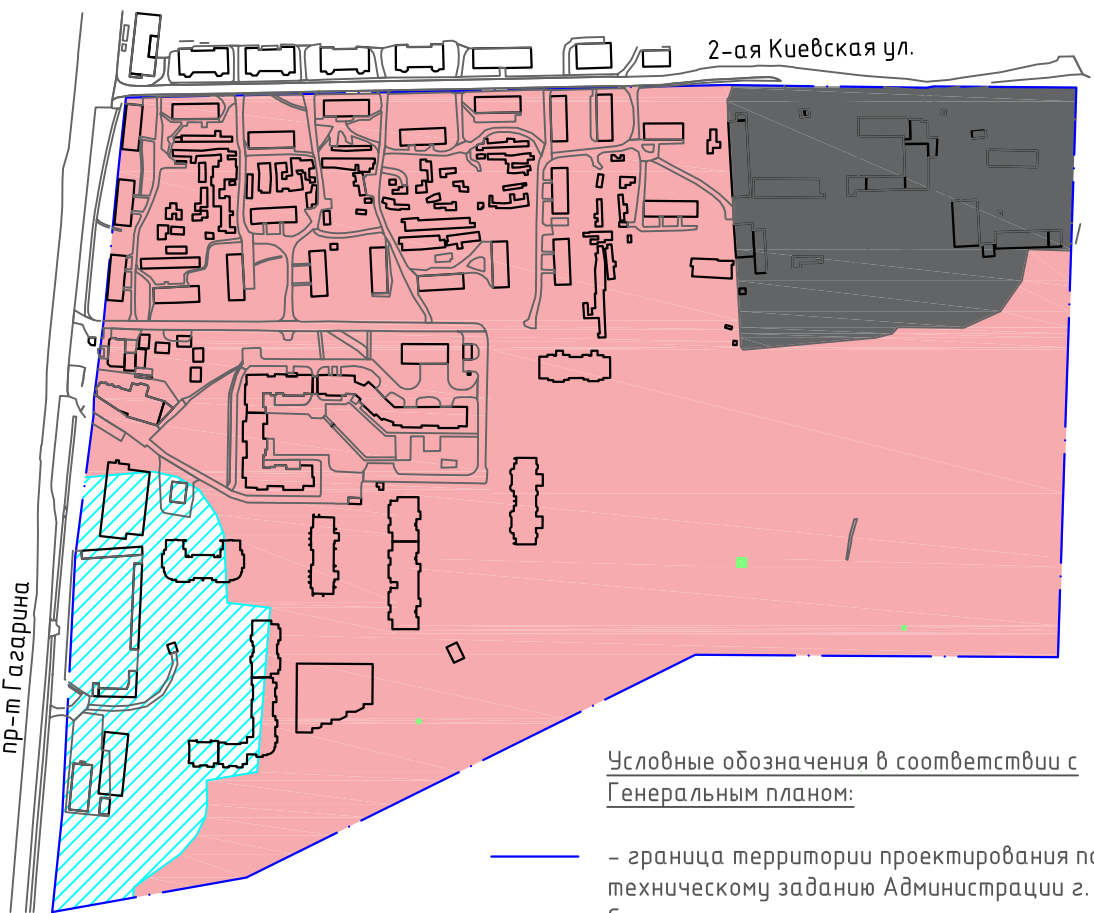 2-ая Киевская ул.
пр-т Гагарина
Условные обозначения в соответствии с
Генеральным планом:
- граница территории проектирования по
техническому заданию Администрации г.